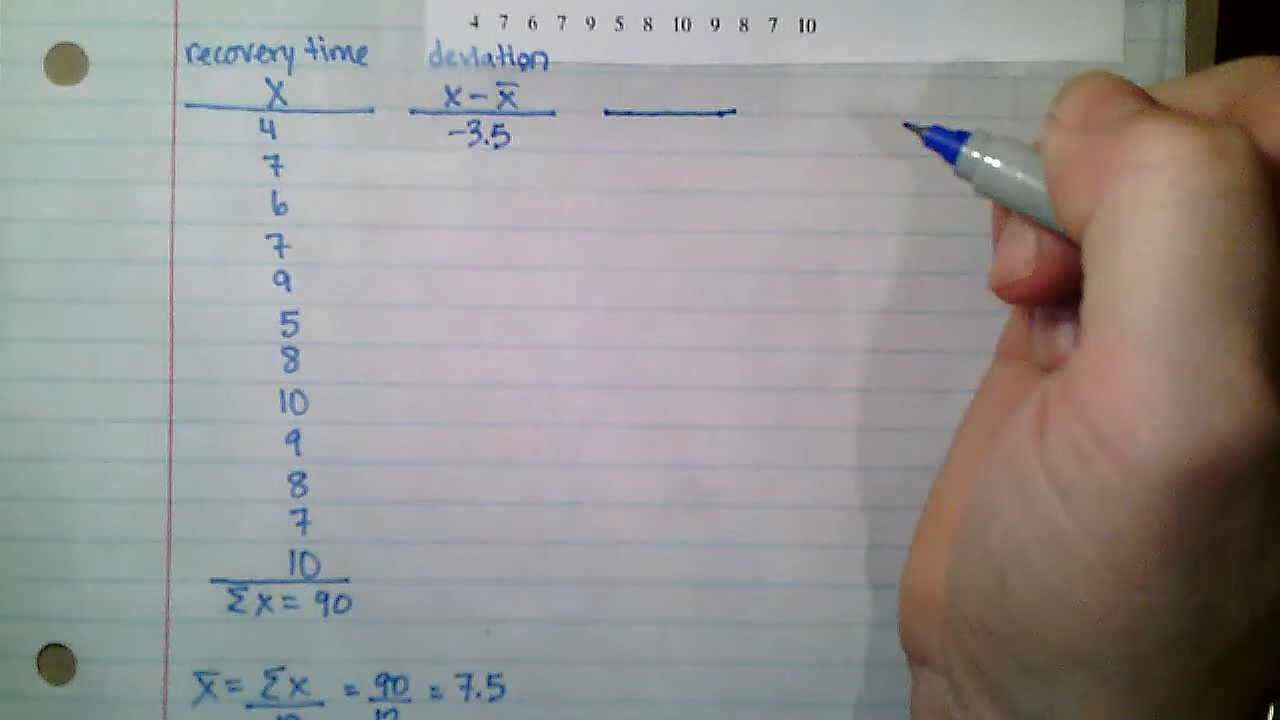 4 7 6 7 9 5 8 10 9 8 7 10
recovery time deviation
X X - X̄
4 -3.5
7
6
7
9
5
8
10
9
8
7
10
Σ X = 90
X̄ = ΣX = 90 = 7.5